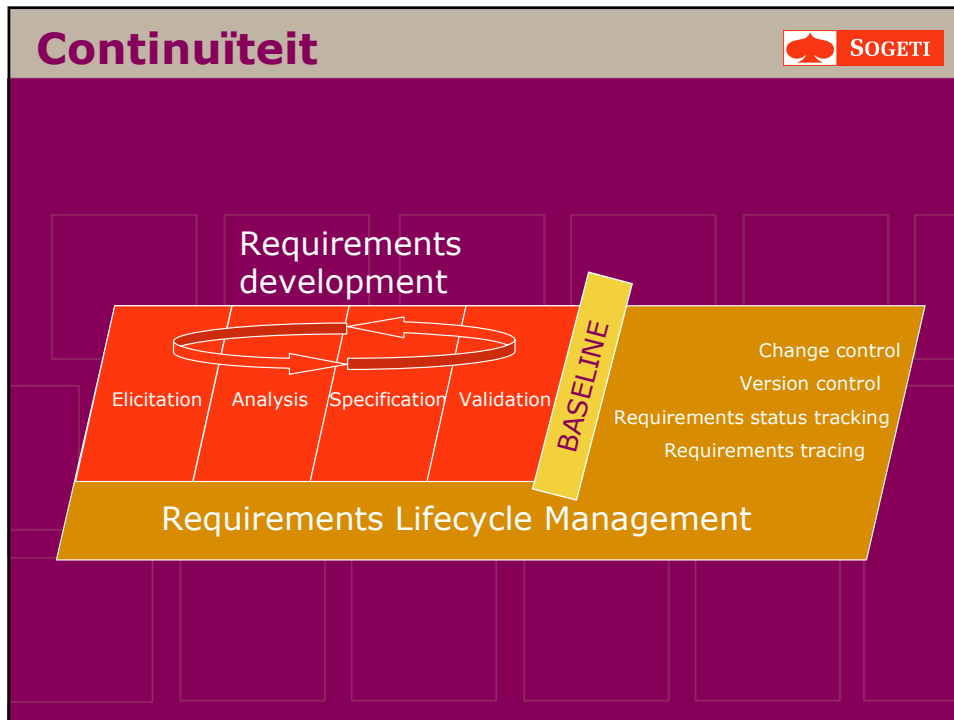 Continuïteit
SOGETI
Requirements
development
Elicitation
Analysis
Specification
Validation
BASELINE
Change control
Version control
Requirements status tracking
Requirements tracing
Requirements Lifecycle Management